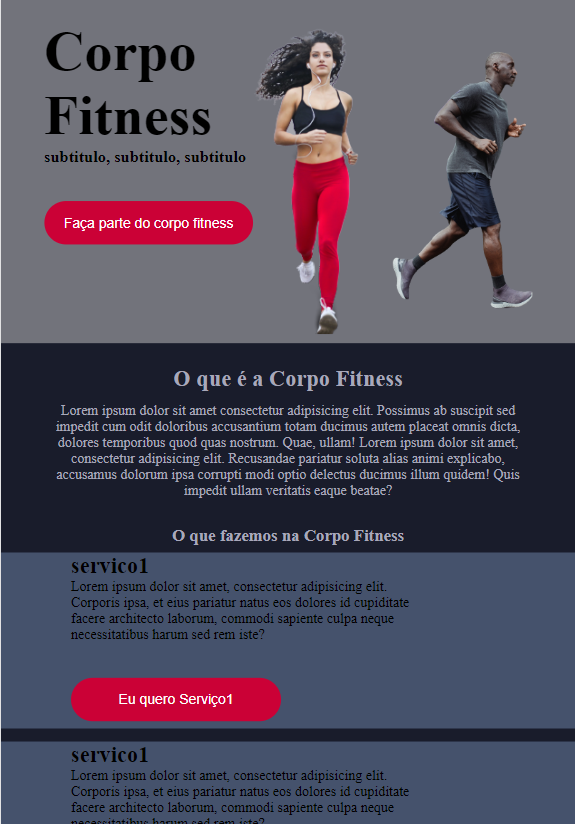 Corpo
Fitness
subtitulo, subtitulo, subtitulo
Faça parte do corpo fitness
O que é a Corpo Fitness
Lorem ipsum dolor sit amet consectetur adipisicing elit. Possimus ab suscipit sed
impedit cum odit doloribus accusantium totam ducimus autem placeat omnis dicta,
dolores temporibus quod quas nostrum. Quae, ullam! Lorem ipsum dolor sit amet,
consectetur adipisicing elit. Recusandae pariatur soluta alias animi explicabo,
accusamus dolorum ipsa corrupti modi optio delectus ducimus illum quidem! Quis
impedit ullam veritatis eaque beatae?
O que fazemos na Corpo Fitness
servico1
Lorem ipsum dolor sit amet, consectetur adipisicing elit.
Corporis ipsa, et eius pariatur natus eos dolores id cupiditate
facere architecto laborum, commodi sapiente culpa neque
necessitatibus harum sed rem iste?
Eu quero Serviço1
servico1
Lorem ipsum dolor sit amet, consectetur adipisicing elit.
Corporis ipsa, et eius pariatur natus eos dolores id cupiditate
facere architecto laborum, commodi sapiente culpa neque
necessitatibus harum sed rem iste?